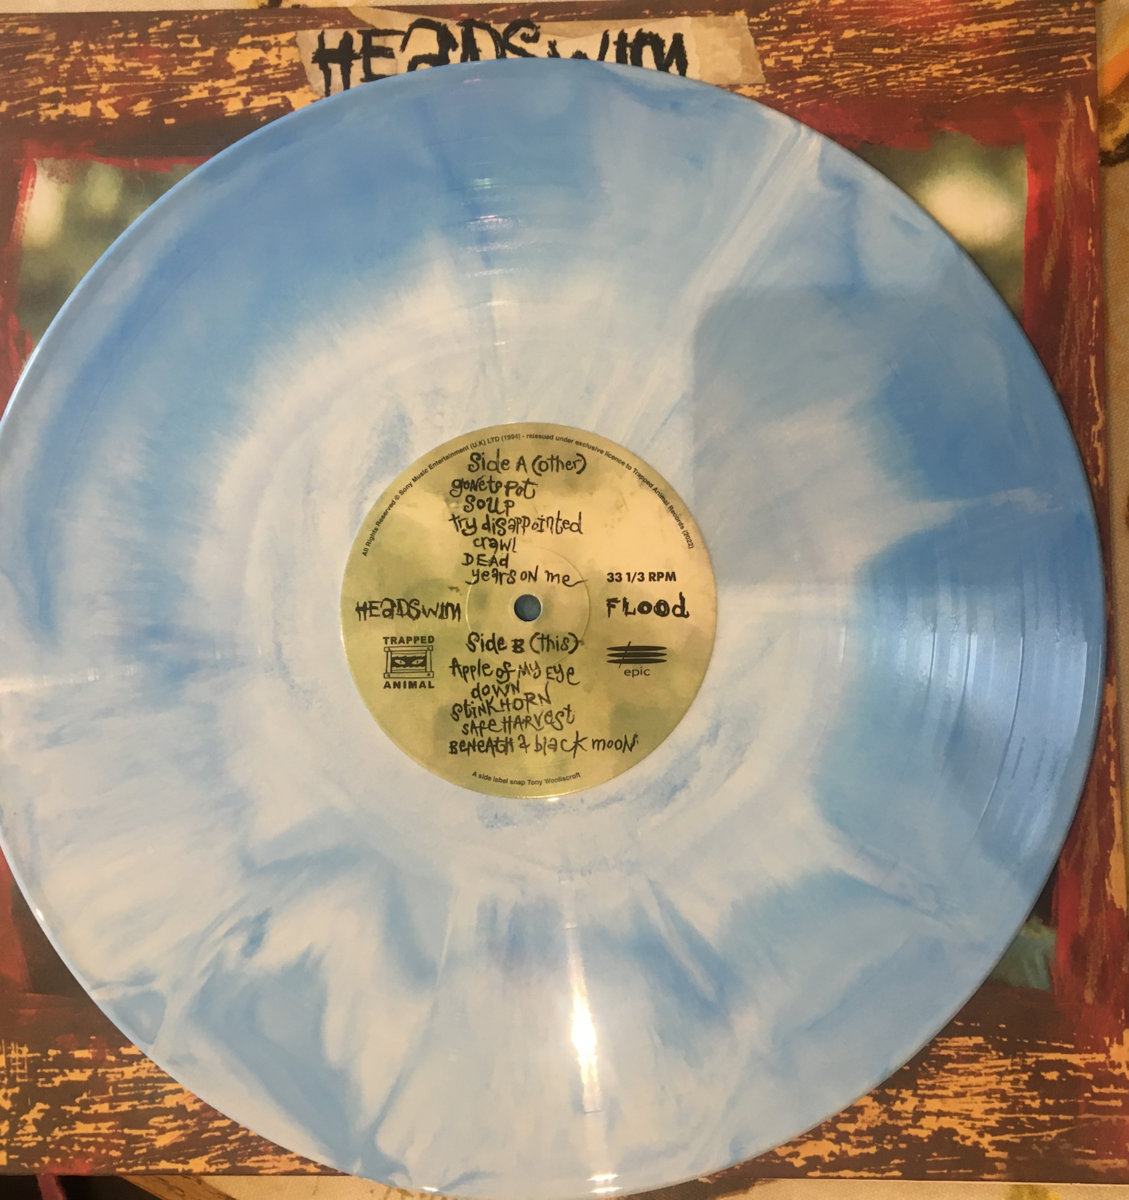 HEADSWIM
All Rights Reserved © Sony Music Entertainment (U.K) LTD (1994) - reissued under exclusive licence to Trapped Animal Records (2022)
Side A (other)
gone to pot
soup
try disappointed
crawl
DEAD
years on me
33 1/3 RPM
HEADSWIM
FLOOd
TRAPPED
ANIMAL
Side B (this)
epic
Apple of My Eye
down
STINKHORN
SAFE HARVEST
BENEATH a black mooN
A side label snap Tony Woolliscroft